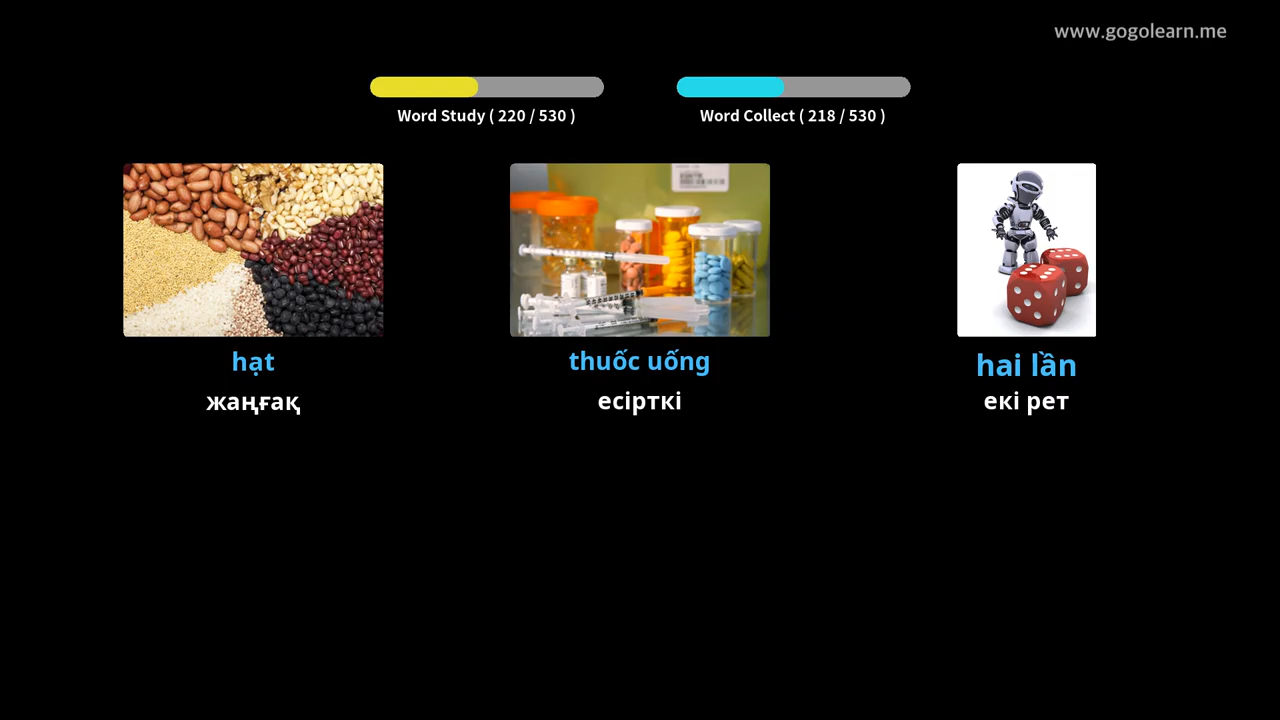 www.gogolearn.me
Word Study ( 220 / 530 )
Word Collect ( 218 / 530 )
hạt
thuốc uống
hai lần
жаңғақ
есірткі
екі рет